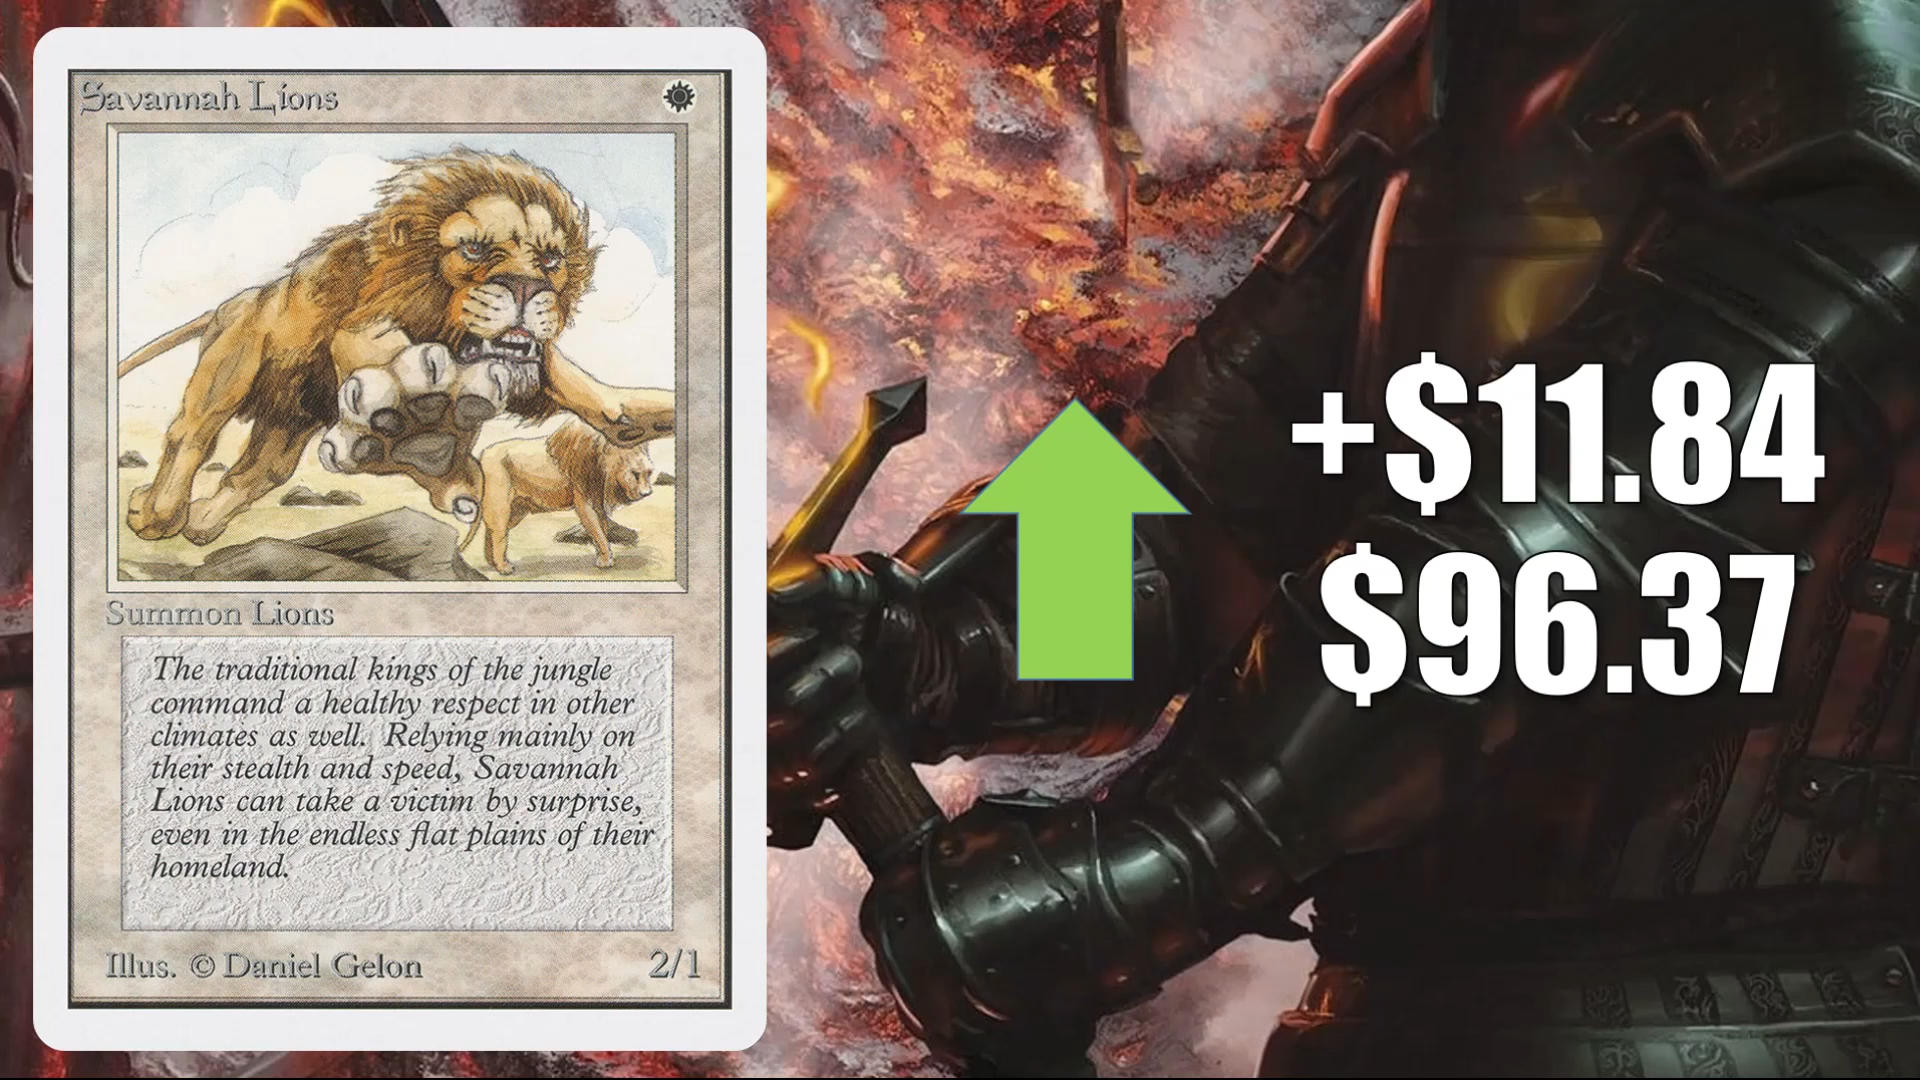 Savannah Lions
Summon Lions
The traditional kings of the jungle
command a healthy respect in other
climates as well. Relying mainly on
their stealth and speed, Savannah
Lions can take a victim by surprise,
even in the endless flat plains of their
homeland.
Illus. © Daniel Gelon
2/1
+$11.84
$96.37